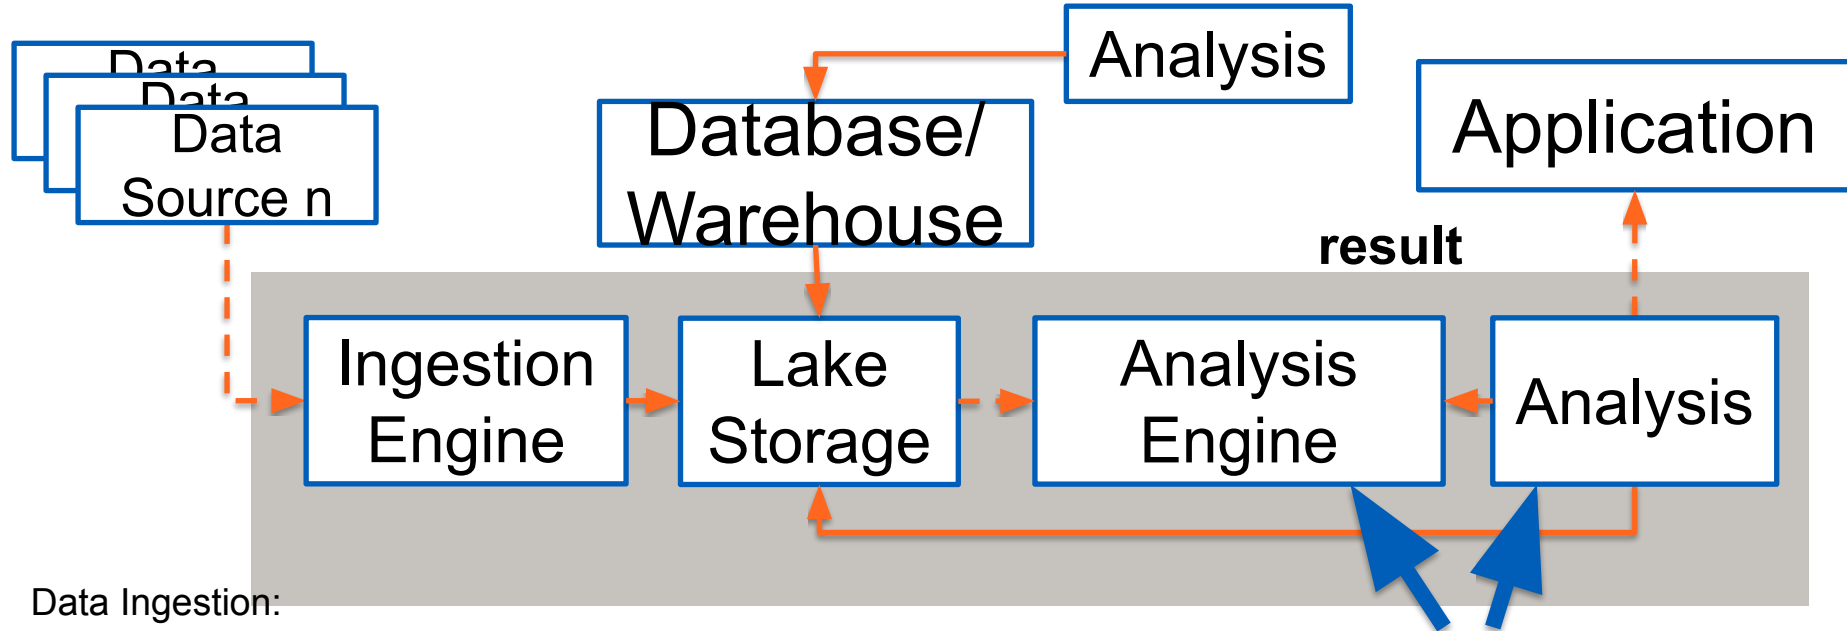 Data
Data
Data
Source n
Analysis
Database/
Warehouse
Application
result
Ingestion
Engine
Lake
Storage
Analysis
Engine
Analysis
Data Ingestion: